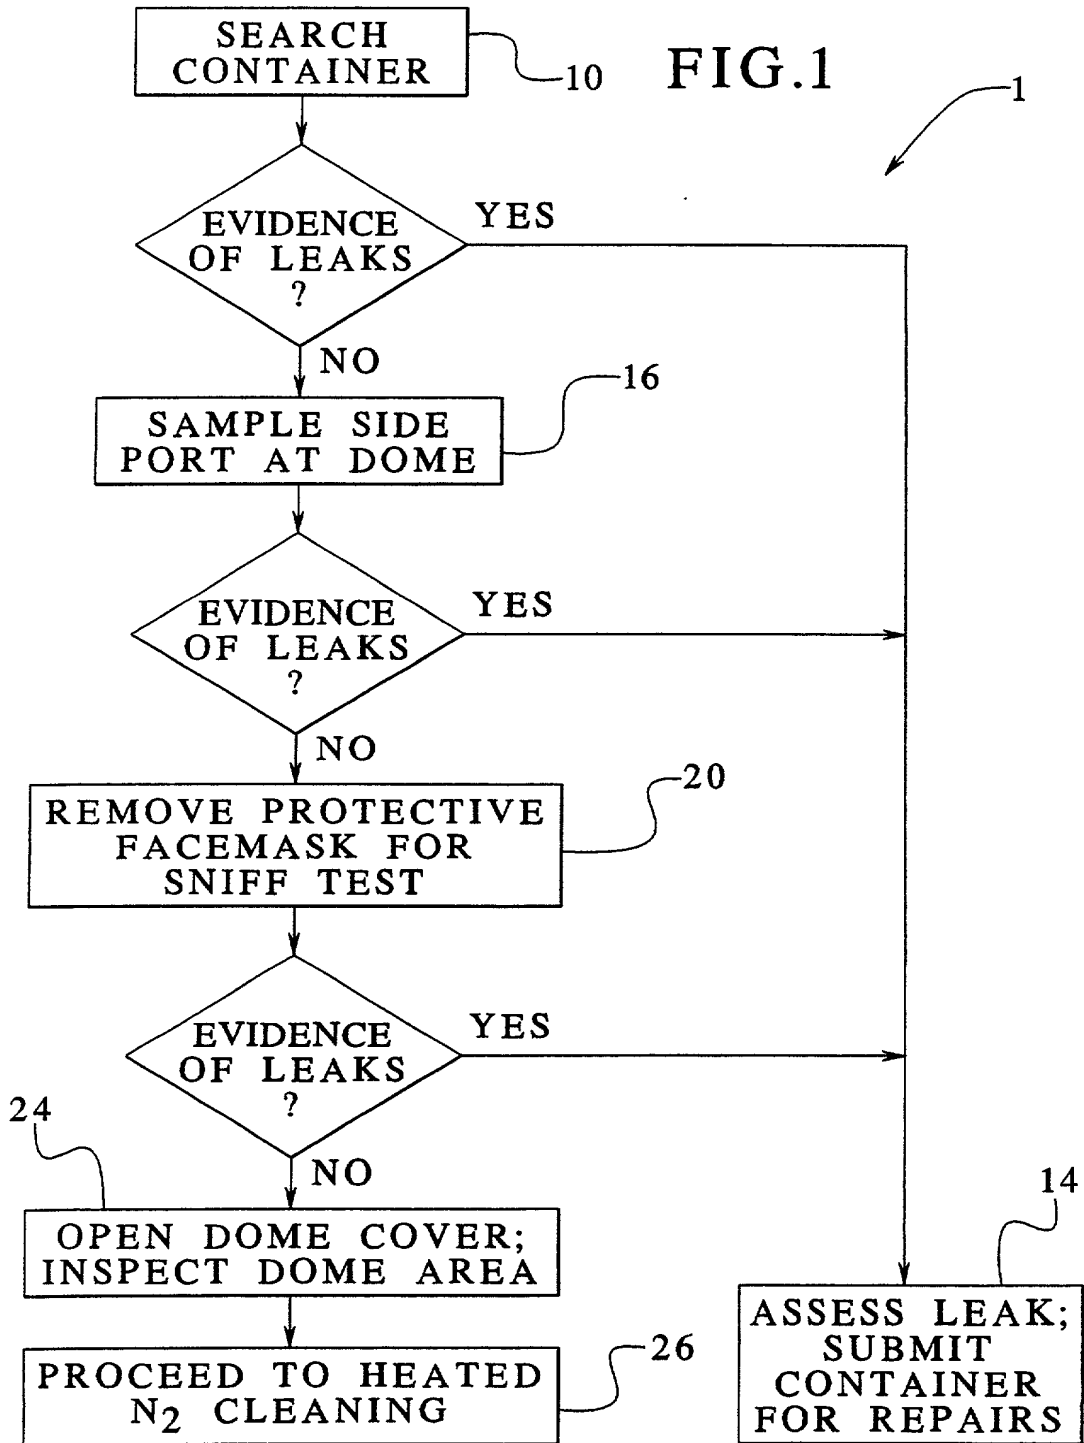 SEARCH
CONTAINER
10
FIG.1
1
EVIDENCE
OF LEAKS
?
YES
NO
16
SAMPLE SIDE
PORT AT DOME
EVIDENCE
OF LEAKS
?
YES
NO
20
REMOVE PROTECTIVE
FACEMASK FOR
SNIFF TEST
EVIDENCE
OF LEAKS
?
YES
24
NO
OPEN DOME COVER;
INSPECT DOME AREA
14
ASSESS LEAK;
SUBMIT
CONTAINER
FOR REPAIRS
26
PROCEED TO HEATED
N₂ CLEANING